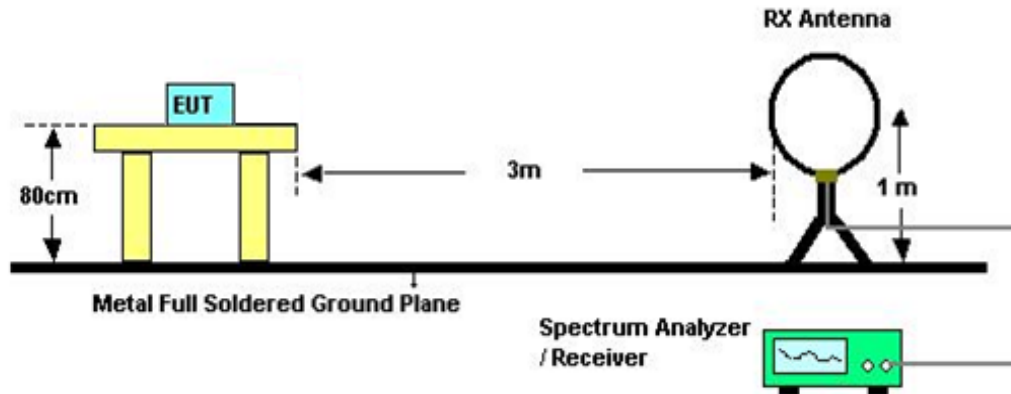 RX Antenna
EUT
80cm
3m
1 m
Metal Full Soldered Ground Plane
Spectrum Analyzer
/ Receiver